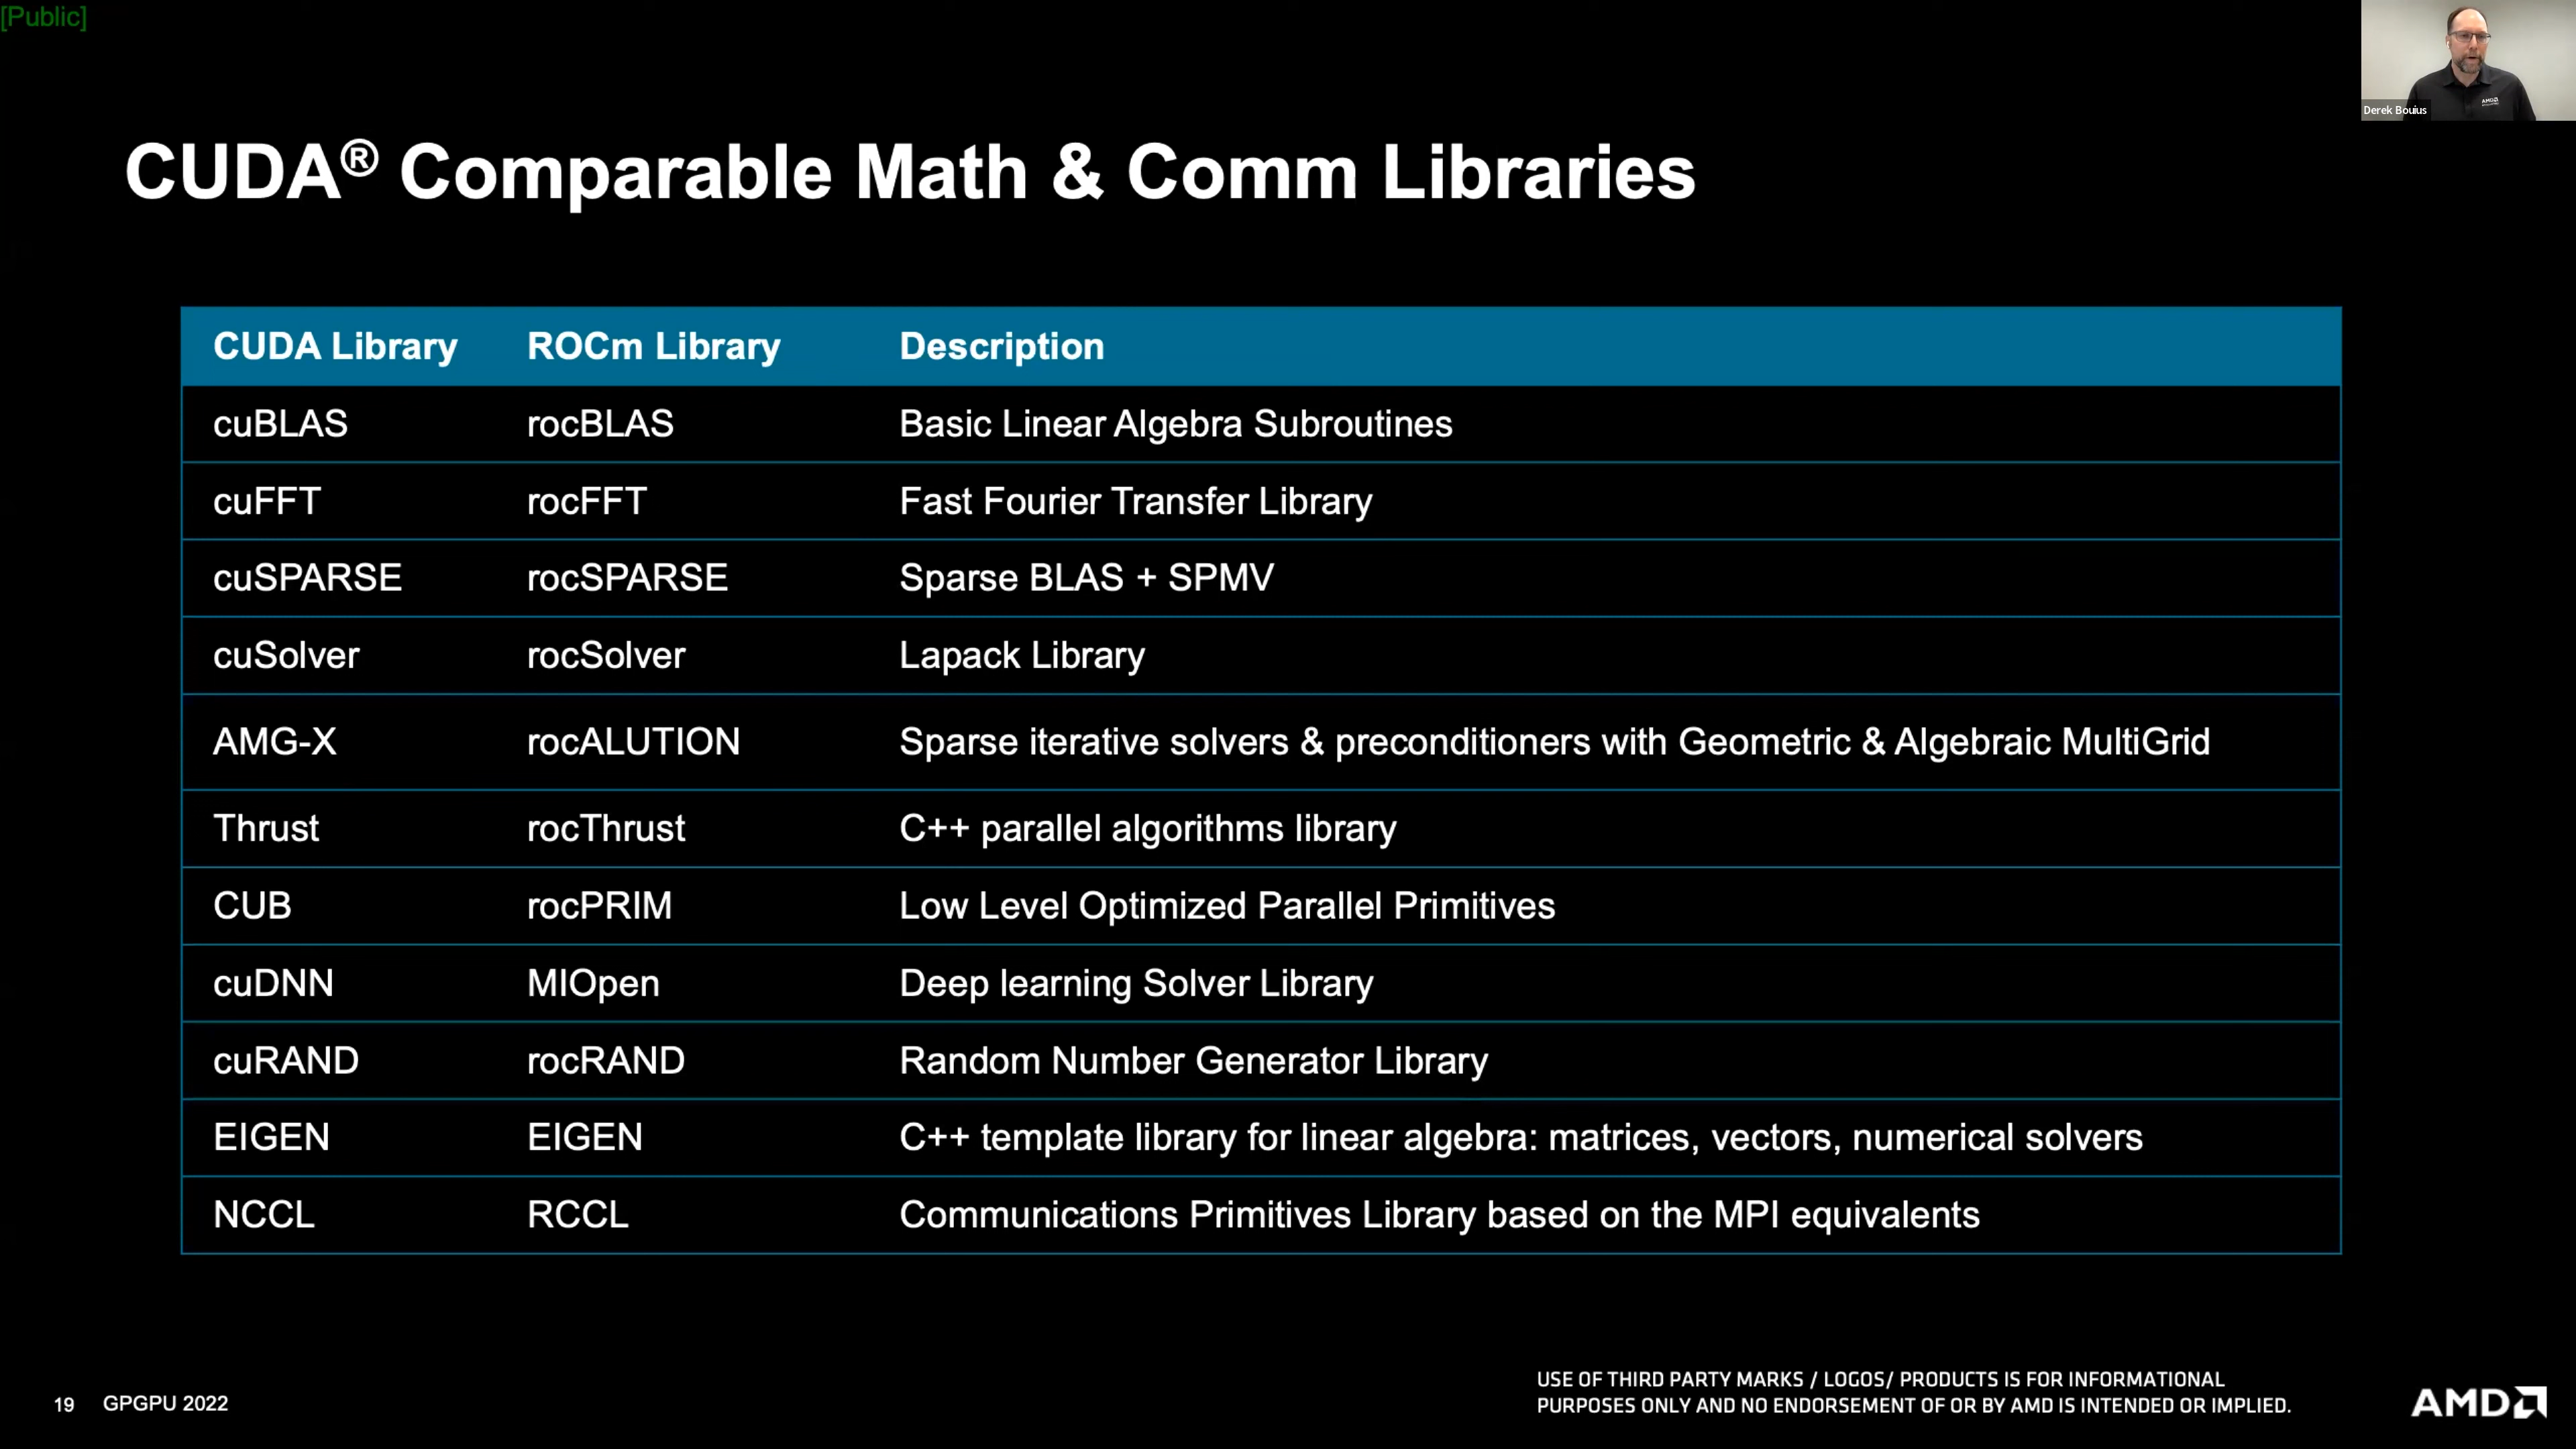 [Public]
Derek Bouius
AMD
CUDA® Comparable Math & Comm Libraries
CUDA Library ROCm Library Description
cuBLAS rocBLAS Basic Linear Algebra Subroutines
cuFFT rocFFT Fast Fourier Transfer Library
cuSPARSE rocSPARSE Sparse BLAS + SPMV
cuSolver rocSolver Lapack Library
AMG-X rocALUTION Sparse iterative solvers & preconditioners with Geometric & Algebraic MultiGrid
Thrust rocThrust C++ parallel algorithms library
CUB rocPRIM Low Level Optimized Parallel Primitives
cuDNN MIOpen Deep learning Solver Library
cuRAND rocRAND Random Number Generator Library
EIGEN EIGEN C++ template library for linear algebra: matrices, vectors, numerical solvers
NCCL RCCL Communications Primitives Library based on the MPI equivalents
19 GPGPU 2022
USE OF THIRD PARTY MARKS / LOGOS/ PRODUCTS IS FOR INFORMATIONAL
PURPOSES ONLY AND NO ENDORSEMENT OF OR BY AMD IS INTENDED OR IMPLIED.
AMD